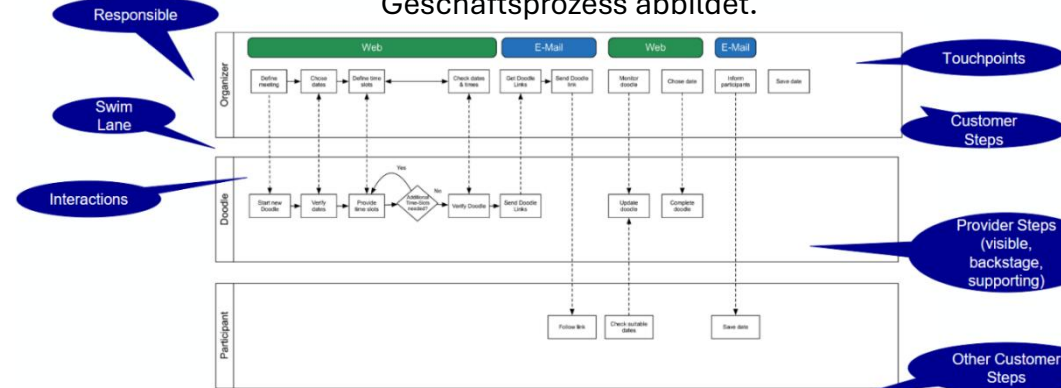 Geschäftsprozess abbildet.
Responsible
Web
E-Mail
Web
E-Mail
Touchpoints
Organizer
Define
meeting
Chose
dates
Define time
slots
Check dates
& times
Get Doodle
Links
Send Doodle
link
Monitor
doodle
Chose date
Inform
participants
Save date
Swim
Lane
Customer
Steps
Interactions
Doodle
Yes
No
Start new
Doodle
Verify
dates
Provide
time slots
Additional
Time-Slots
needed?
Verify Doodle
Send Doodle
Links
Update
doodle
Complete
doodle
Provider Steps
(visible,
backstage,
supporting)
Participant
Follow link
Check suitable
dates
Save date
Other Customer
Steps